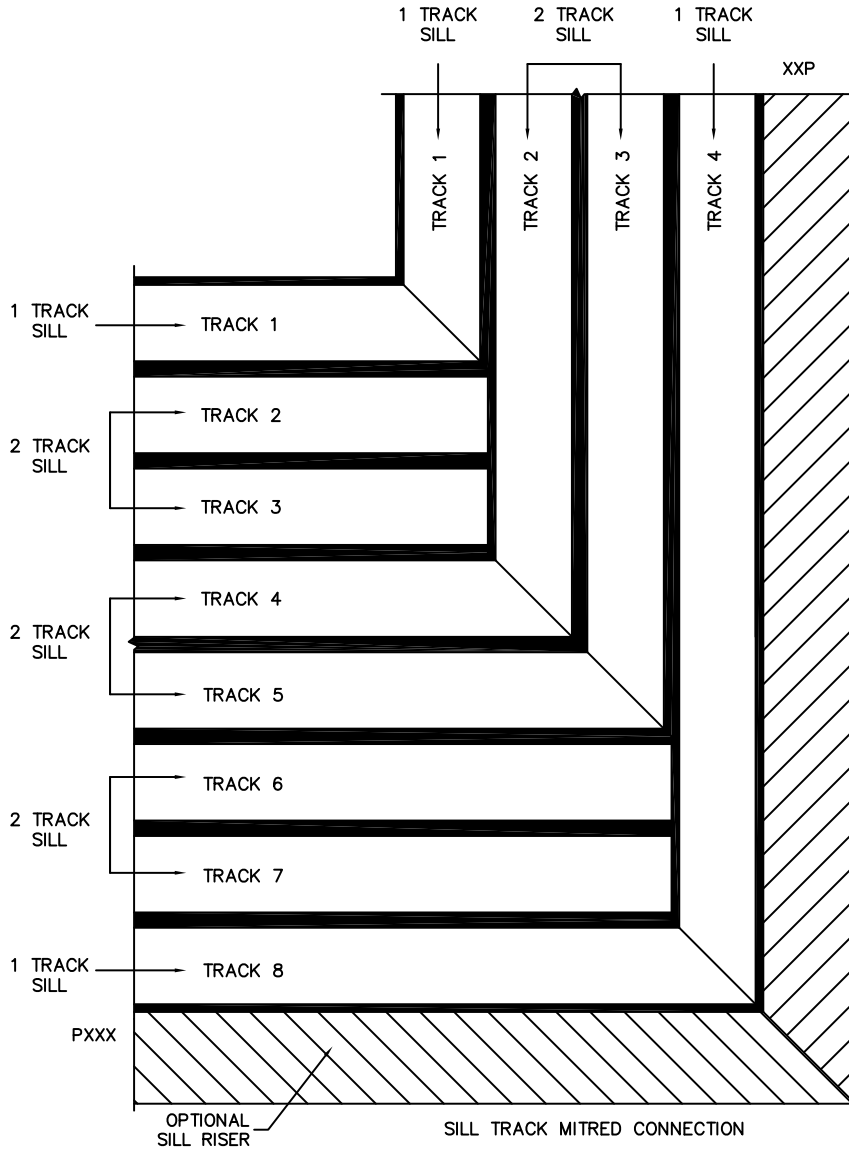 1 TRACK
SILL
2 TRACK
SILL
1 TRACK
SILL
XXP
TRACK 1
TRACK 2
TRACK 3
TRACK 4
1 TRACK
SILL
TRACK 1
TRACK 2
2 TRACK
SILL
TRACK 3
TRACK 4
2 TRACK
SILL
TRACK 5
TRACK 6
2 TRACK
SILL
TRACK 7
1 TRACK
SILL
TRACK 8
PXXX
OPTIONAL
SILL RISER
SILL TRACK MITRED CONNECTION